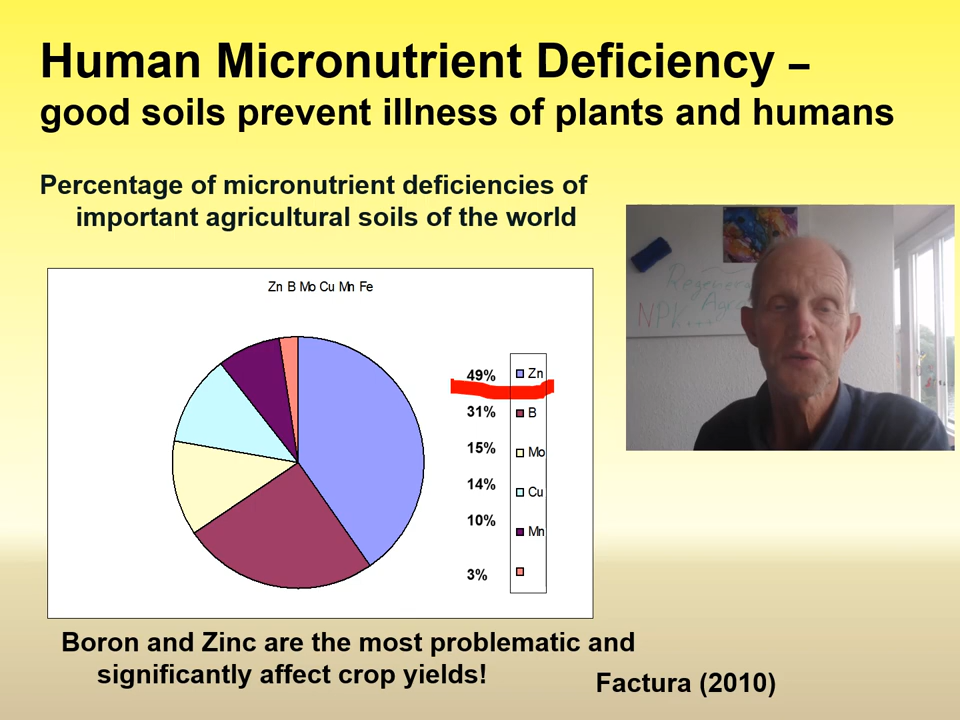 Human Micronutrient Deficiency –
good soils prevent illness of plants and humans
Percentage of micronutrient deficiencies of
important agricultural soils of the world
Zn B Mo Cu Mn Fe
49% Zn
31% B
15% Mo
14% Cu
10% Mn
3%
NPK...
Boron and Zinc are the most problematic and
significantly affect crop yields!
Factura (2010)